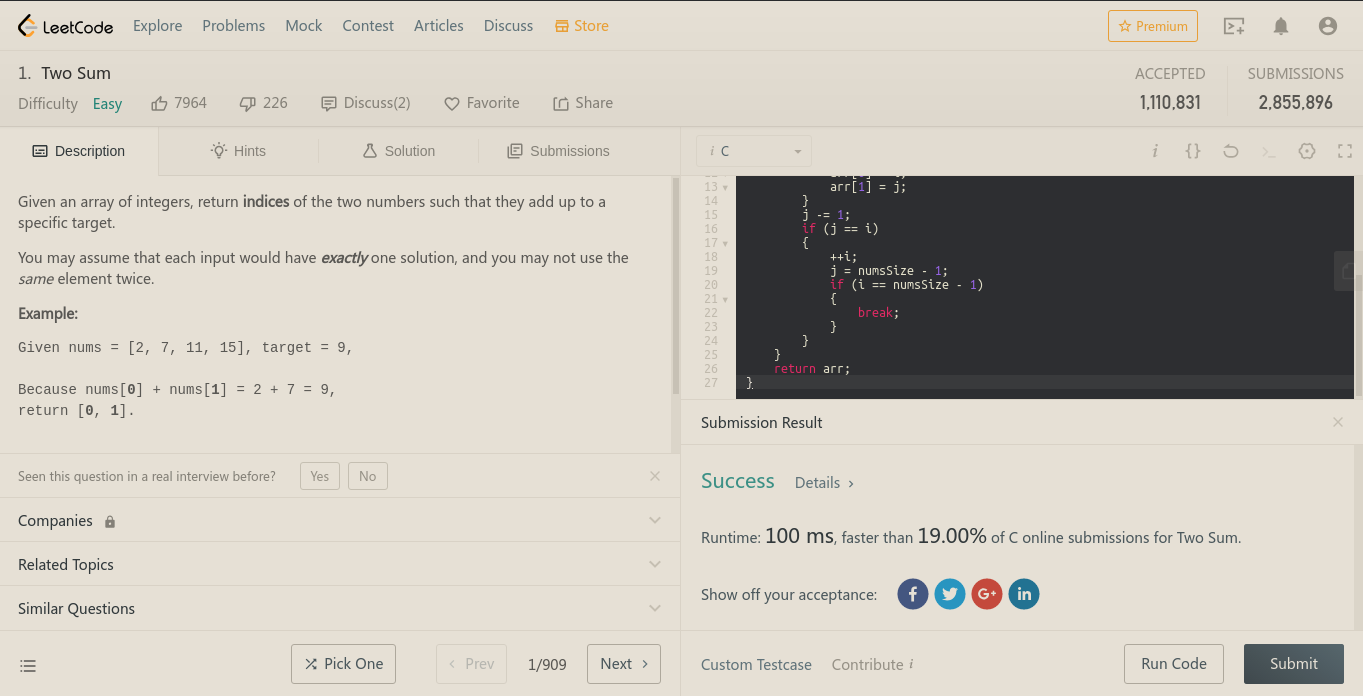 LeetCode Explore Problems Mock Contest Articles Discuss Store Premium
1. Two Sum
ACCEPTED SUBMISSIONS
Difficulty Easy 7964 226 Discuss(2) Favorite Share
1,110,831 2,855,896
Description Hints Solution Submissions
Given an array of integers, return indices of the two numbers such that they add up to a
specific target.
You may assume that each input would have exactly one solution, and you may not use the
same element twice.
Example:
Given nums = [2, 7, 11, 15], target = 9,
Because nums[0] + nums[1] = 2 + 7 = 9,
return [0, 1].
Seen this question in a real interview before? Yes No
Companies
Related Topics
Similar Questions
Pick One Prev 1/909 Next
i C
i {}
13 arr[1] = j;
14 }
15 j -= 1;
16 if (j == i)
17 {
18 ++i;
19 j = numsSize - 1;
20 if (i == numsSize - 1)
21 {
22 break;
23 }
24 }
25 }
26 return arr;
27 }
Submission Result
Success Details
Runtime: 100 ms, faster than 19.00% of C online submissions for Two Sum.
Show off your acceptance: f G+ in
Custom Testcase Contribute i Run Code Submit